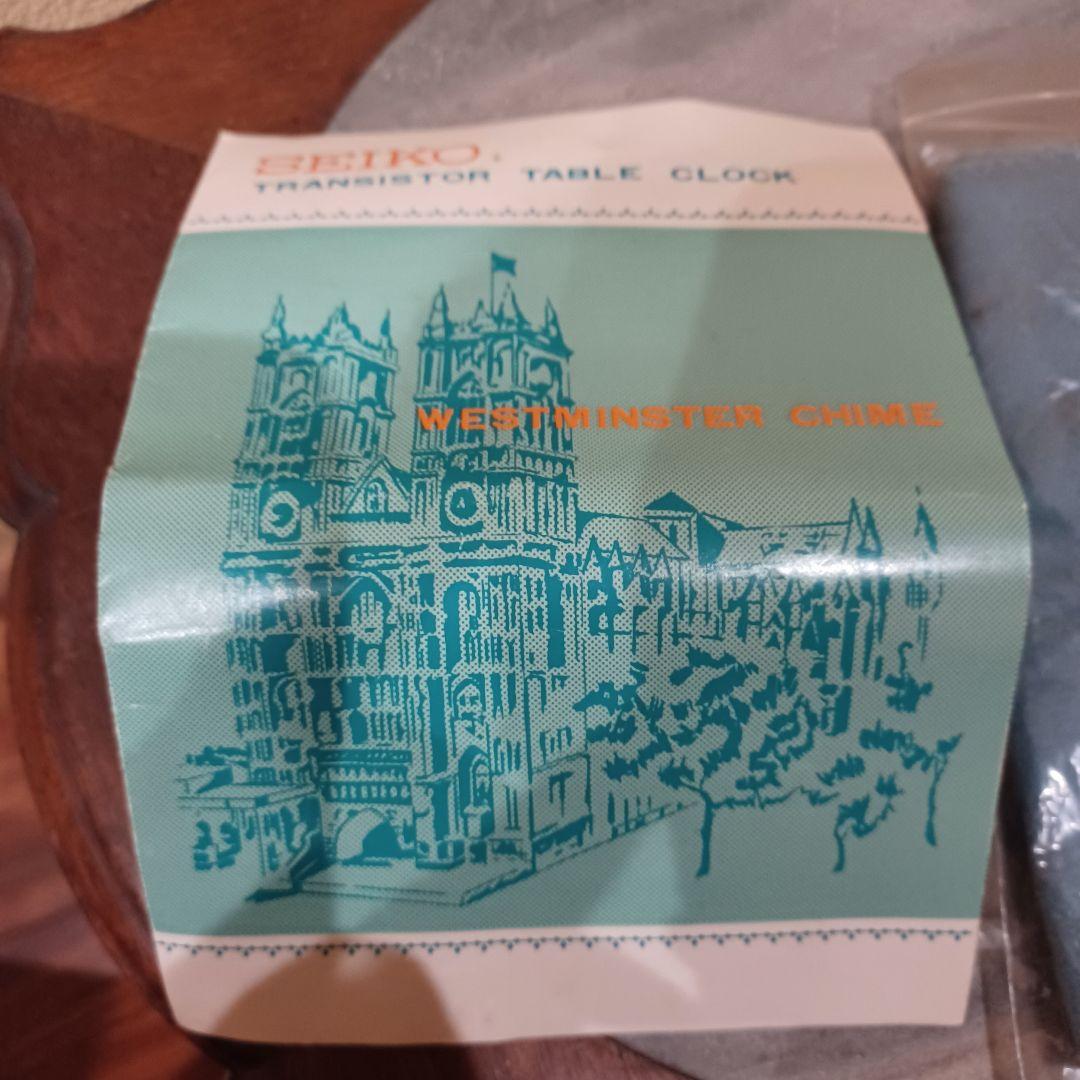 SEIKO
TRANSISTOR TABLE CLOCK
WESTMINSTER CHIME